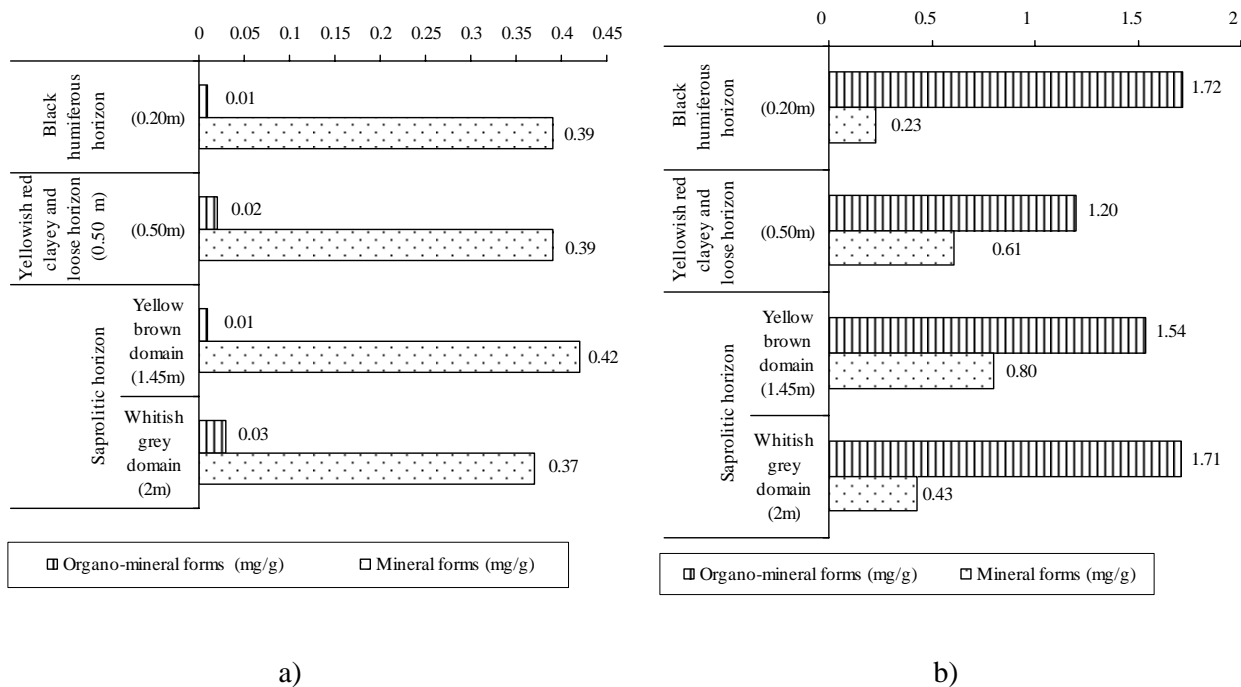 0 0.05 0.1 0.15 0.2 0.25 0.3 0.35 0.4 0.45
Black
humiferous
horizon
(0.20m)
0.01
0.39
Yellowish red
clayey and
loose horizon
(0.50 m)
(0.50m)
0.02
0.39
Saprolitic horizon
Yellow
brown
domain
(1.45m)
0.01
0.42
Whitish
grey
domain
(2m)
0.03
0.37
Organo-mineral forms (mg/g) Mineral forms (mg/g)
a)
0 0.5 1 1.5 2
Black
humiferous
horizon
(0.20m)
1.72
0.23
Yellowish red
clayey and
loose horizon
(0.50m)
1.20
0.61
Saprolitic horizon
Yellow
brown
domain
(1.45m)
1.54
0.80
Whitish
grey
domain
(2m)
1.71
0.43
Organo-mineral forms (mg/g) Mineral forms (mg/g)
b)